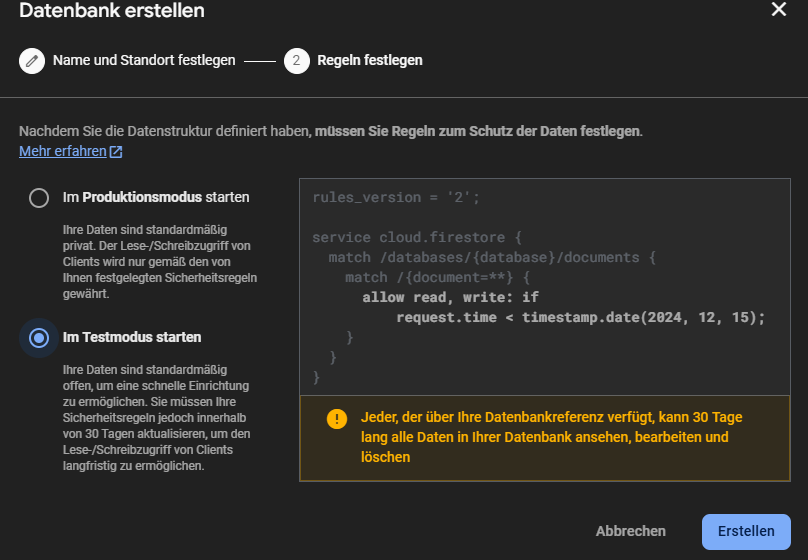 Datenbank erstellen
Name und Standort festlegen
2
Regeln festlegen
Nachdem Sie die Datenstruktur definiert haben, müssen Sie Regeln zum Schutz der Daten festlegen.
Mehr erfahren
Im Produktionsmodus starten
Ihre Daten sind standardmäßig
privat. Der Lese-/Schreibzugriff von
Clients wird nur gemäß den von
Ihnen festgelegten Sicherheitsregeln
gewährt.
Im Testmodus starten
Ihre Daten sind standardmäßig
offen, um eine schnelle Einrichtung
zu ermöglichen. Sie müssen Ihre
Sicherheitsregeln jedoch innerhalb
von 30 Tagen aktualisieren, um den
Lese-/Schreibzugriff von Clients
langfristig zu ermöglichen.
rules_version = '2';
service cloud.firestore {
match /databases/{database}/documents {
match /{document=**} {
allow read, write: if
request.time < timestamp.date(2024, 12, 15);
}
}
}
Jeder, der über Ihre Datenbankreferenz verfügt, kann 30 Tage
lang alle Daten in Ihrer Datenbank ansehen, bearbeiten und
löschen
Abbrechen
Erstellen